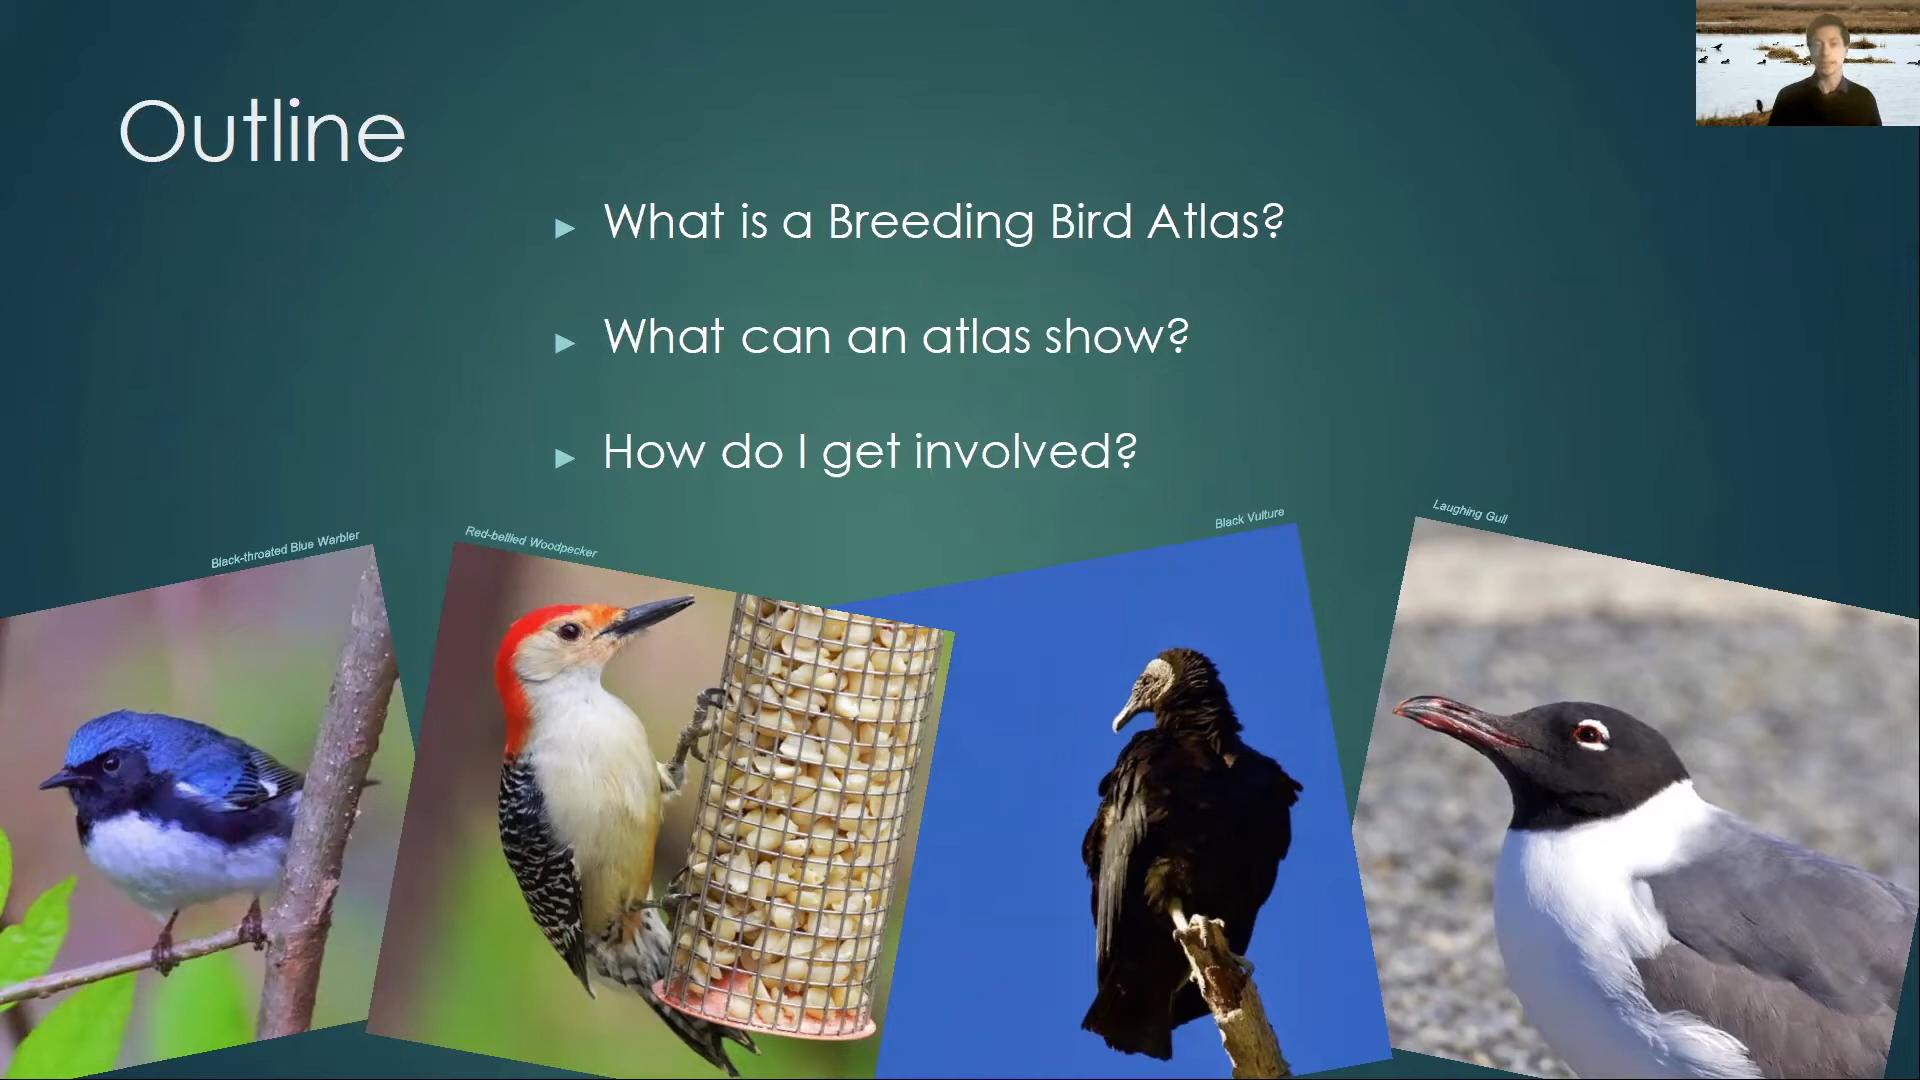 Outline
What is a Breeding Bird Atlas?
What can an atlas show?
How do I get involved?
Black-throated Blue Warbler
Red-bellied Woodpecker
Black Vulture
Laughing Gull